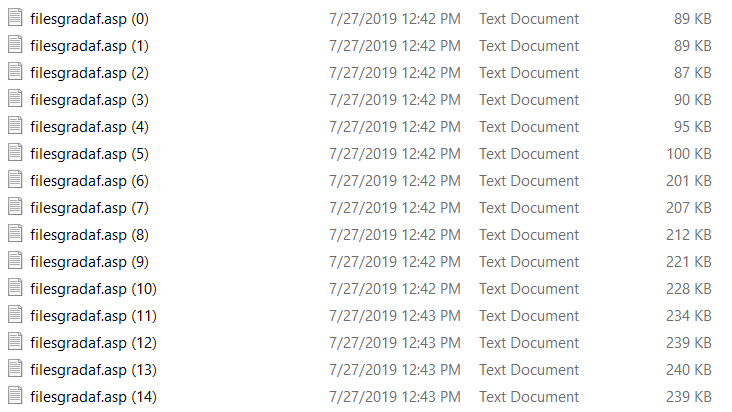 filesgradaf.asp (0) 7/27/2019 12:42 PM Text Document 89 KB
filesgradaf.asp (1) 7/27/2019 12:42 PM Text Document 89 KB
filesgradaf.asp (2) 7/27/2019 12:42 PM Text Document 87 KB
filesgradaf.asp (3) 7/27/2019 12:42 PM Text Document 90 KB
filesgradaf.asp (4) 7/27/2019 12:42 PM Text Document 95 KB
filesgradaf.asp (5) 7/27/2019 12:42 PM Text Document 100 KB
filesgradaf.asp (6) 7/27/2019 12:42 PM Text Document 201 KB
filesgradaf.asp (7) 7/27/2019 12:42 PM Text Document 207 KB
filesgradaf.asp (8) 7/27/2019 12:42 PM Text Document 212 KB
filesgradaf.asp (9) 7/27/2019 12:42 PM Text Document 221 KB
filesgradaf.asp (10) 7/27/2019 12:42 PM Text Document 228 KB
filesgradaf.asp (11) 7/27/2019 12:43 PM Text Document 234 KB
filesgradaf.asp (12) 7/27/2019 12:43 PM Text Document 239 KB
filesgradaf.asp (13) 7/27/2019 12:43 PM Text Document 240 KB
filesgradaf.asp (14) 7/27/2019 12:43 PM Text Document 239 KB